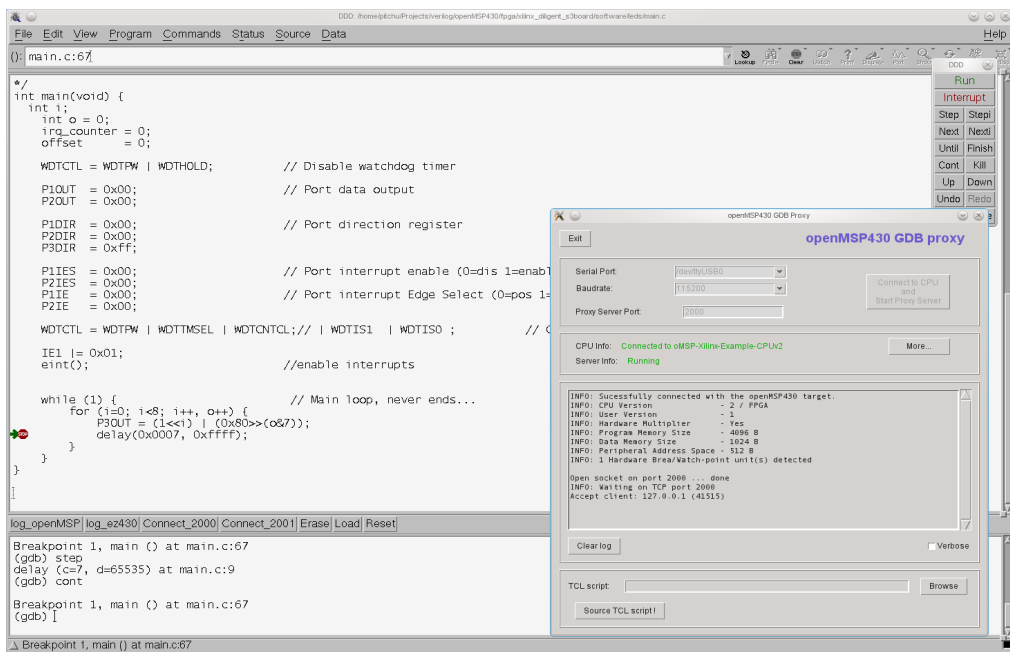 DDD: /home/pitchu/Projects/verilog/openMSP430/fpga/xilinx_diligent_s3board/software/leds/main.c
File Edit View Program Commands Status Source Data Help
(): main.c:67
Lookup Clear Watch Print Display Plot
DDD
Run
Interrupt
Step Stepi
Next Nexti
Until Finish
Cont Kill
Up Down
Undo Redo
*/
int main(void) {
int i;
int o = 0;
irq_counter = 0;
offset = 0;
WDTCTL = WDTPW | WDTHOLD; // Disable watchdog timer
P1OUT = 0x00; // Port data output
P2OUT = 0x00;
P1DIR = 0x00; // Port direction register
P2DIR = 0x00;
P3DIR = 0xff;
P1IES = 0x00; // Port interrupt enable (0=dis 1=enabl
P2IES = 0x00;
P1IE = 0x00; // Port interrupt Edge Select (0=pos 1=
P2IE = 0x00;
WDTCTL = WDTPW | WDTTMSEL | WDTCNTCL;// | WDTIS1 | WDTIS0 ; //
IE1 |= 0x01;
eint(); //enable interrupts
while (1) { // Main loop, never ends...
for (i=0; i<8; i++, o++) {
P3OUT = (1<<i) | (0x80>>(o&7));
delay(0x0007, 0xffff);
}
}
}
log_openMSP log_ez430 Connect_2000 Connect_2001 Erase Load Reset
Breakpoint 1, main () at main.c:67
(gdb) step
delay (c=7, d=65535) at main.c:9
(gdb) cont
Breakpoint 1, main () at main.c:67
(gdb)
Breakpoint 1, main () at main.c:67
openMSP430 GDB Proxy
Exit openMSP430 GDB proxy
Serial Port: /dev/ttyUSB0
Baudrate: 115200
Proxy Server Port: 2000
Connect to CPU
and
Start Proxy Server
CPU Info: Connected to oMSP-Xilinx-Example-CPUv2 More...
Server Info: Running
INFO: Sucessfully connected with the openMSP430 target.
INFO: CPU Version - 2 / FPGA
INFO: User Version - 1
INFO: Hardware Multiplier - Yes
INFO: Program Memory Size - 4096 B
INFO: Data Memory Size - 1024 B
INFO: Peripheral Address Space - 512 B
INFO: 1 Hardware Brea/Watch-point unit(s) detected
Open socket on port 2000 ... done
INFO: Waiting on TCP port 2000
Accept client: 127.0.0.1 (41515)
Clear log Verbose
TCL script: Browse
Source TCL script !